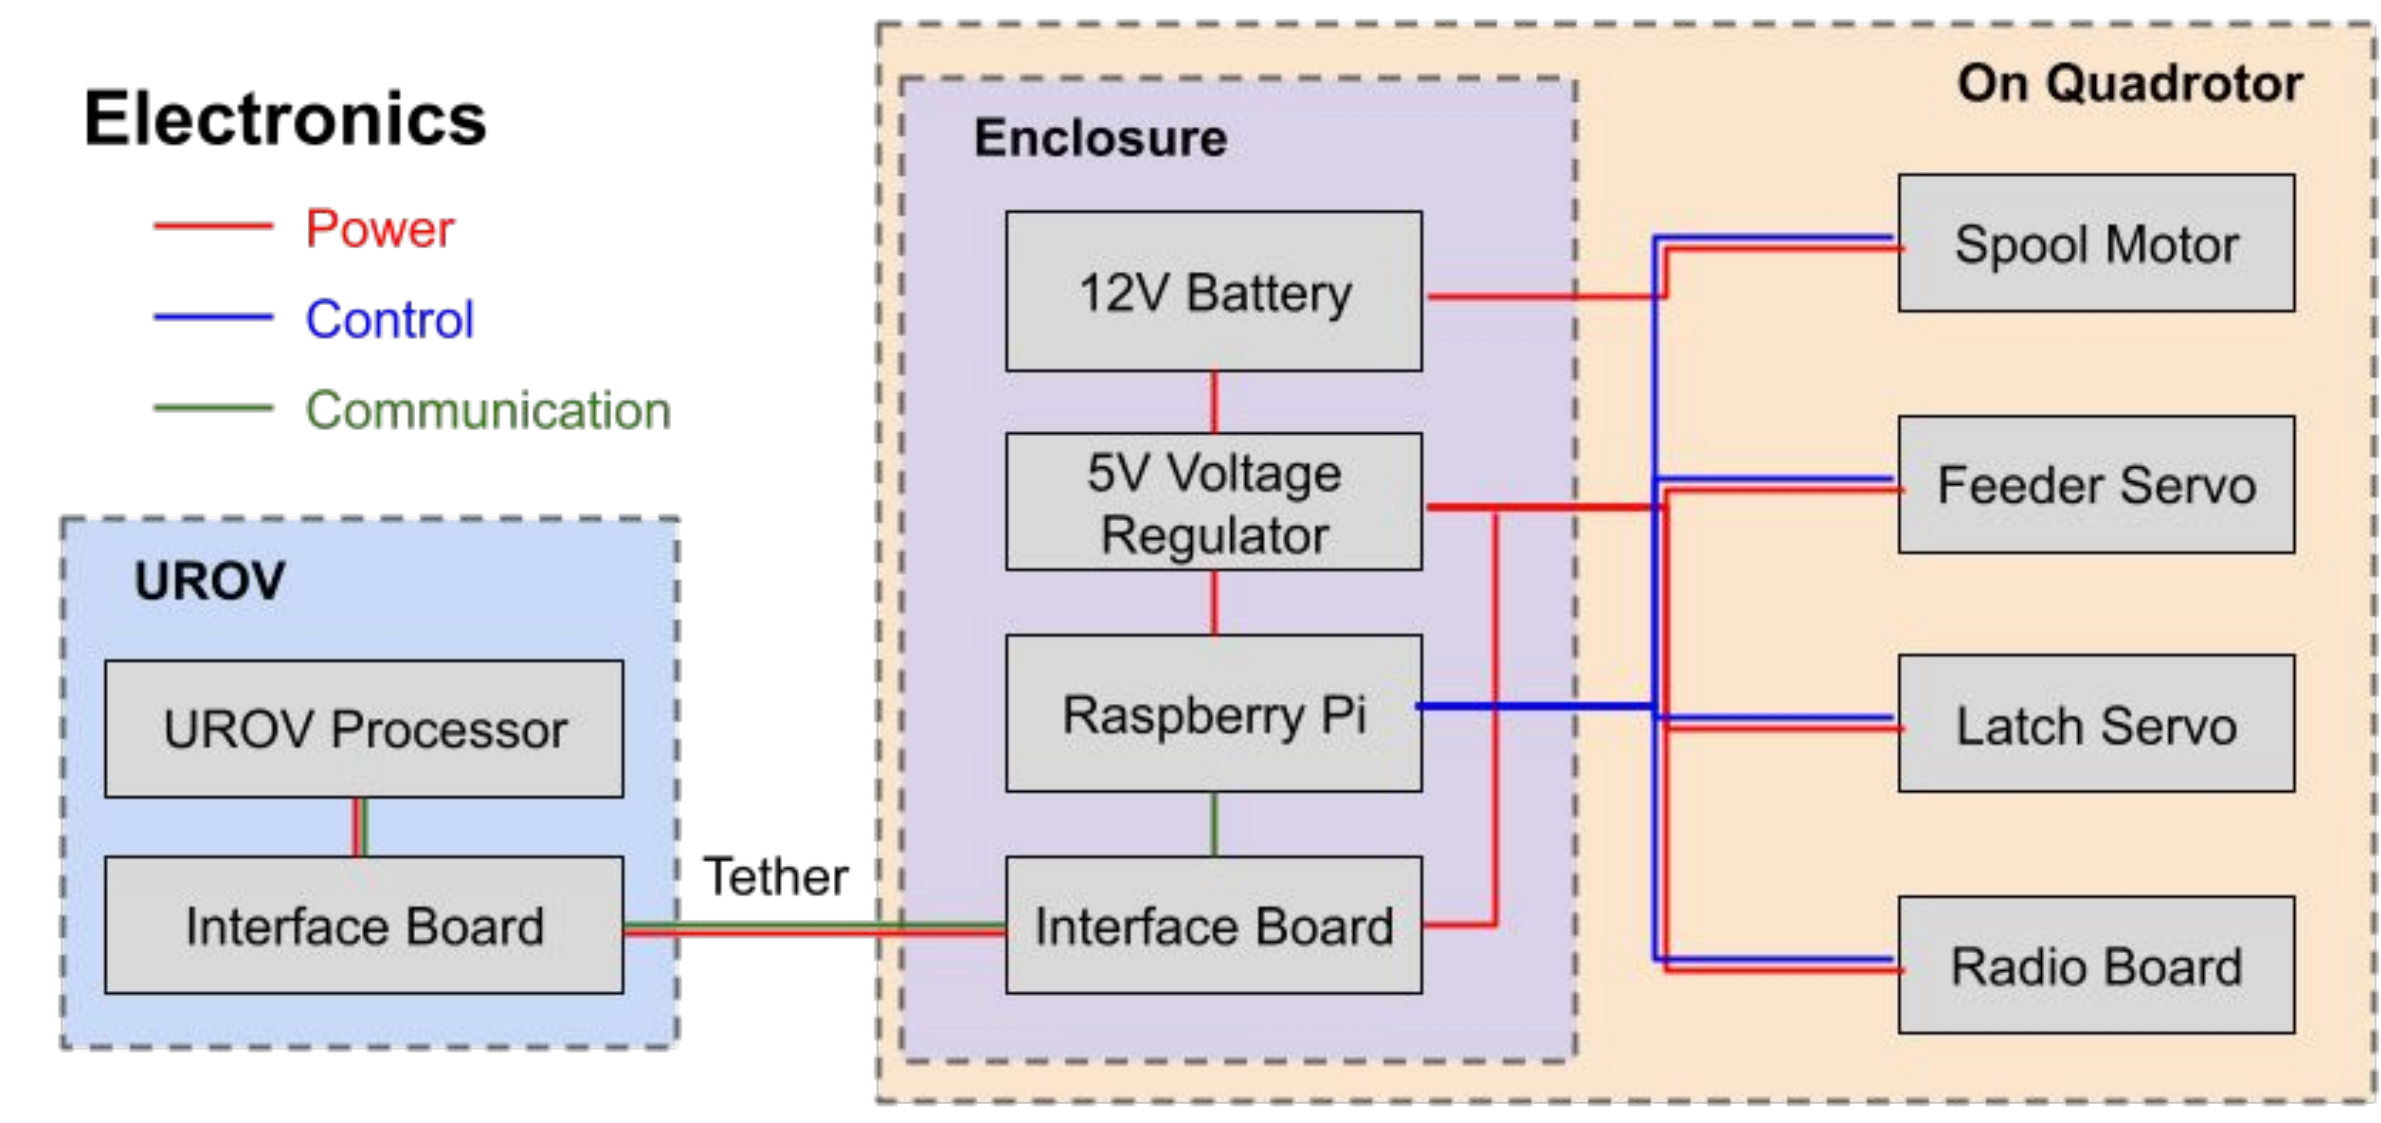 Electronics
Power
Control
Communication
UROV
UROV Processor
Interface Board
Tether
On Quadrotor
Enclosure
12V Battery
5V Voltage
Regulator
Raspberry Pi
Interface Board
Spool Motor
Feeder Servo
Latch Servo
Radio Board